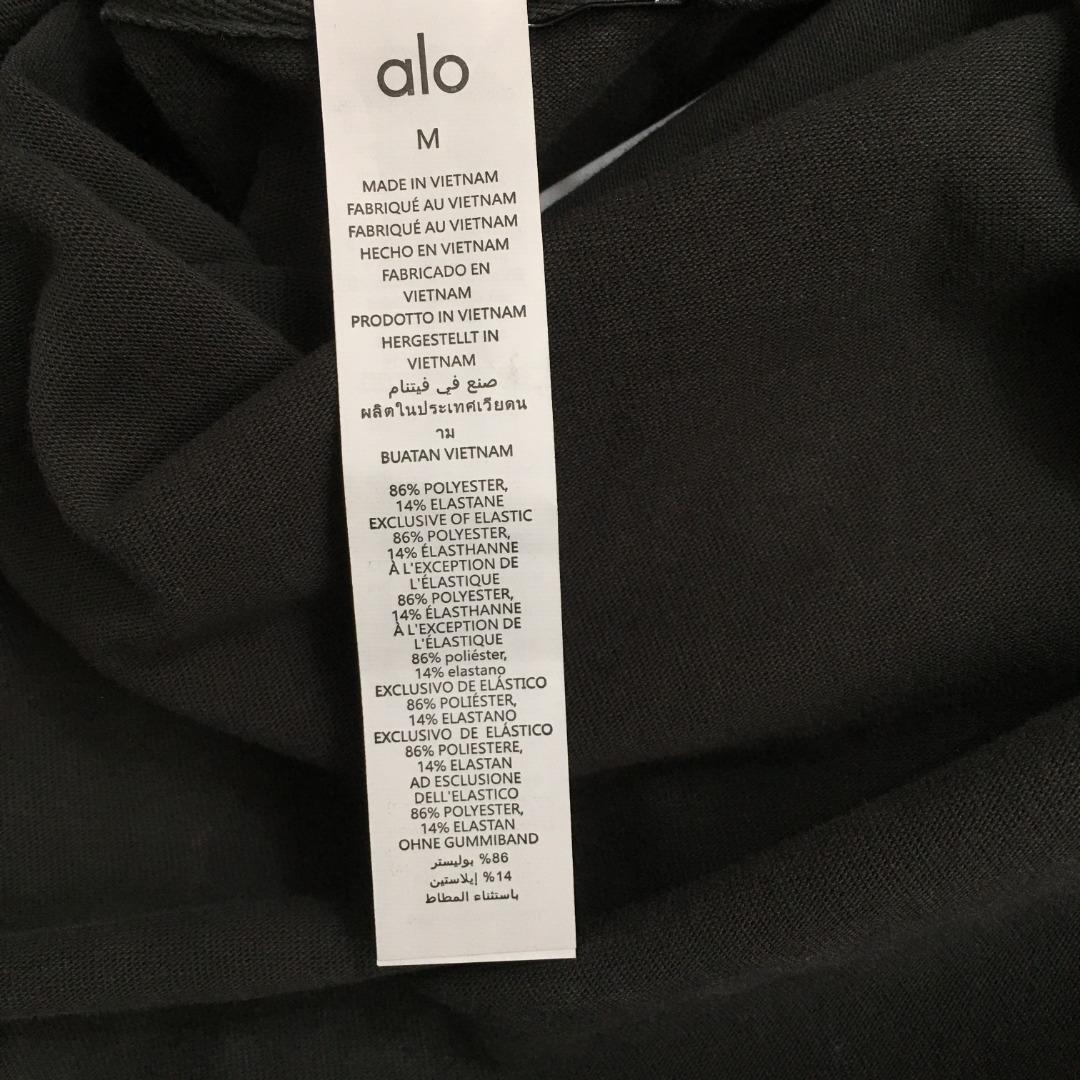 alo
M
MADE IN VIETNAM
FABRIQUÉ AU VIETNAM
FABRIQUÉ AU VIETNAM
HECHO EN VIETNAM
FABRICADO EN
VIETNAM
PRODOTTO IN VIETNAM
HERGESTELLT IN
VIETNAM
صنع في فيتنام
ผลิตในประเทศเวียดน
าม
BUATAN VIETNAM
86% POLYESTER,
14% ELASTANE
EXCLUSIVE OF ELASTIC
86% POLYESTER,
14% ÉLASTHANNE
À L'EXCEPTION DE
L'ÉLASTIQUE
86% POLYESTER,
14% ÉLASTHANNE
À L'EXCEPTION DE
L'ÉLASTIQUE
86% poliéster,
14% elastano
EXCLUSIVO DE ELÁSTICO
86% POLIÉSTER,
14% ELASTANO
EXCLUSIVO DE ELÁSTICO
86% POLIESTERE,
14% ELASTAN
AD ESCLUSIONE
DELL'ELASTICO
86% POLYESTER,
14% ELASTAN
OHNE GUMMIBAND
86% بوليستر
14% إيلاستين
باستثناء المطاط